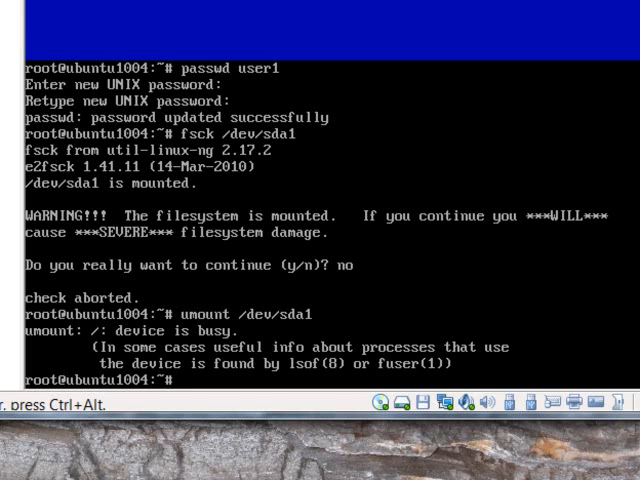 root@ubuntu1004:~# passwd user1
Enter new UNIX password:
Retype new UNIX password:
passwd: password updated successfully
root@ubuntu1004:~# fsck /dev/sda1
fsck from util-linux-ng 2.17.2
e2fsck 1.41.11 (14-Mar-2010)
/dev/sda1 is mounted.
WARNING!!!  The filesystem is mounted.   If you continue you ***WILL***
cause ***SEVERE*** filesystem damage.
Do you really want to continue (y/n)? no
check aborted.
root@ubuntu1004:~# umount /dev/sda1
umount: /: device is busy.
(In some cases useful info about processes that use
the device is found by lsof(8) or fuser(1))
root@ubuntu1004:~#
r, press Ctrl+Alt.